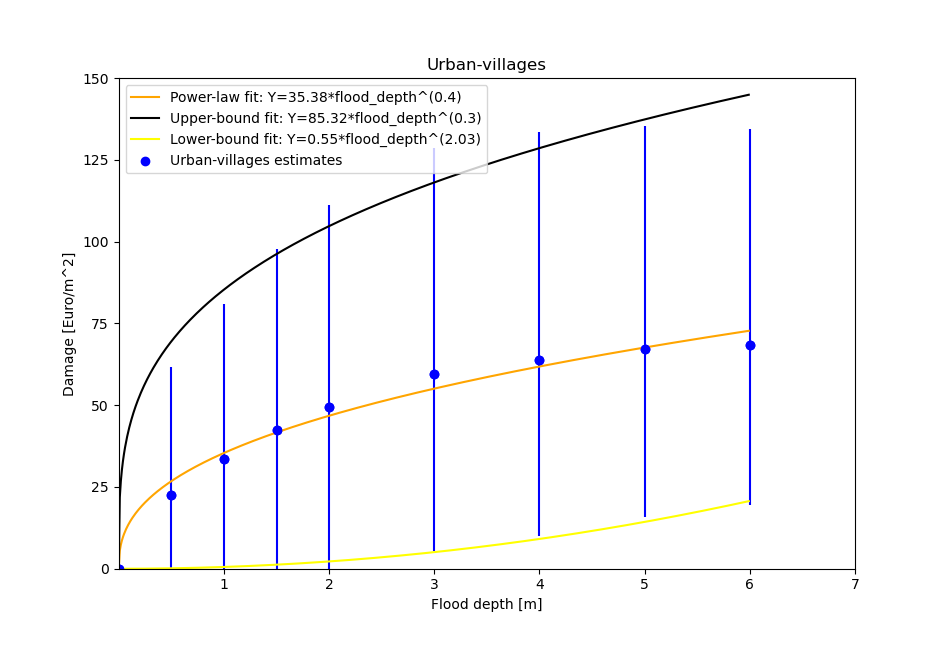 Urban-villages
Power-law fit: Y=35.38*flood_depth^(0.4)
Upper-bound fit: Y=85.32*flood_depth^(0.3)
Lower-bound fit: Y=0.55*flood_depth^(2.03)
Urban-villages estimates
150
125
100
75
50
25
0
Damage [Euro/m^2]
1 2 3 4 5 6 7
Flood depth [m]